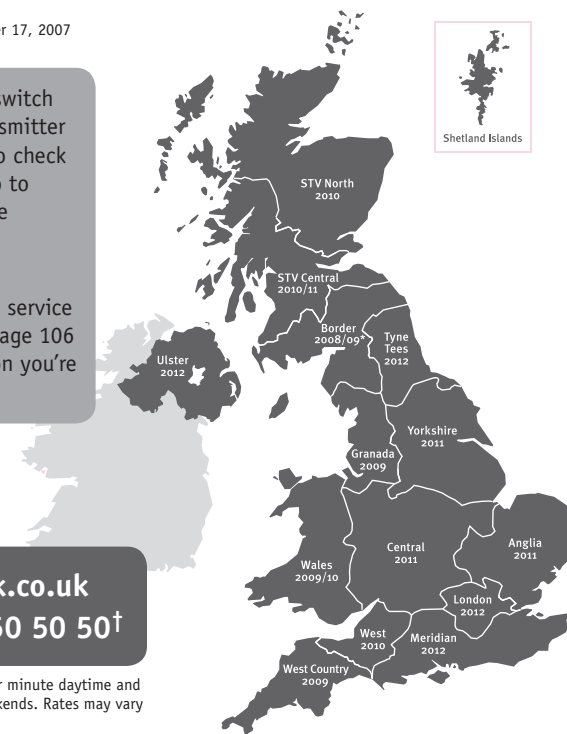 er 17, 2007
switch
smitter
o check
to
e
service
age 106
on you're
k.co.uk
50 50 50†
r minute daytime and
kends. Rates may vary
Shetland Islands
STV North
2010
STV Central
2010/11
Border
2008/09*
Tyne
Tees
2012
Ulster
2012
Yorkshire
2011
Granada
2009
Wales
2009/10
Central
2011
Anglia
2011
London
2012
West
2010
Meridian
2012
West Country
2009